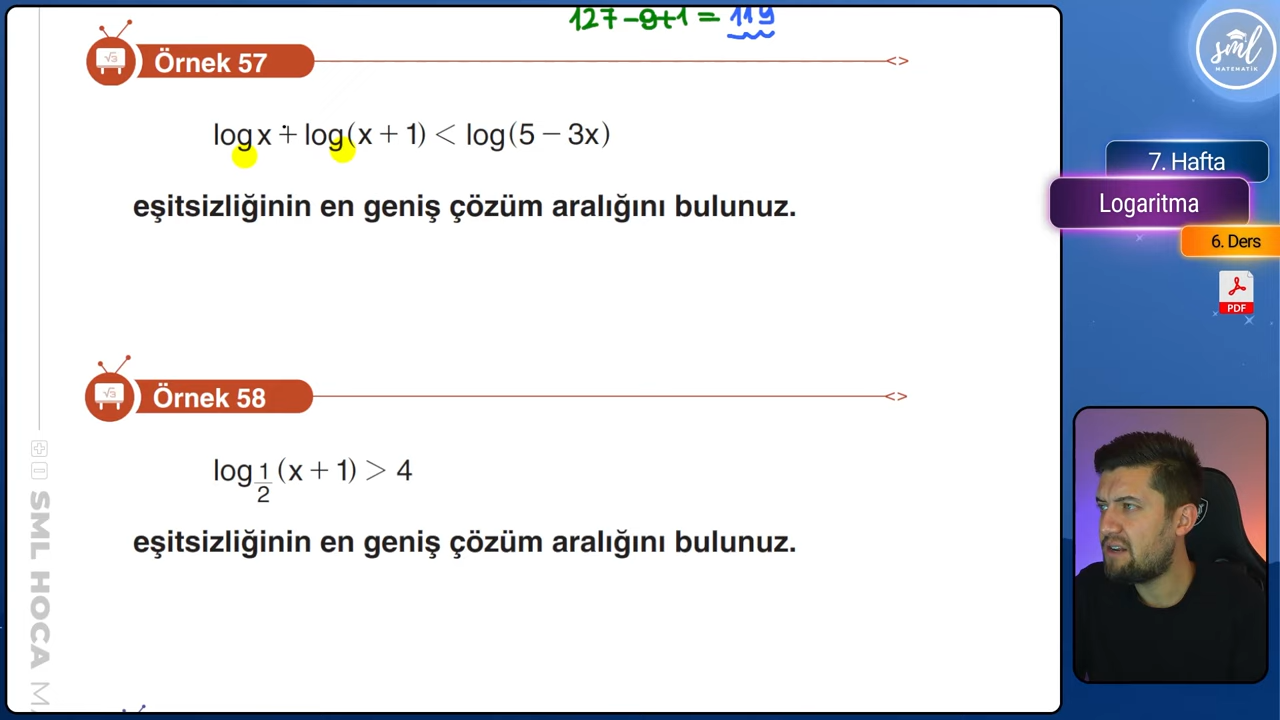 127 - 9 + 1 = 119
Örnek 57
log x + log(x + 1) < log(5 − 3x)
eşitsizliğinin en geniş çözüm aralığını bulunuz.
Örnek 58
log 1/2 (x + 1) > 4
eşitsizliğinin en geniş çözüm aralığını bulunuz.
SML HOCA
sml
MATEMATİK
7. Hafta
Logaritma
6. Ders
PDF